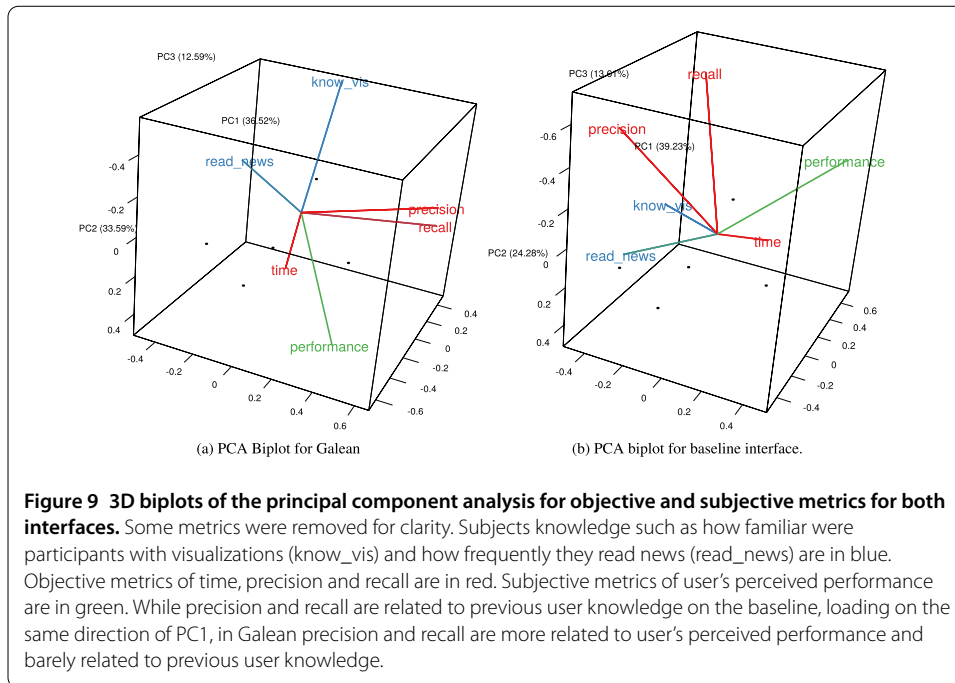 PC3 (12.59%)
know_vis
PC1 (36.52%)
read_news
-0.4
-0.2
PC2 (33.59%)
0
0.2
0.4
precision
recall
time
performance
-0.4
-0.2
0
0.2
0.4
0.6
-0.6
-0.4
-0.2
0
0.2
0.4
(a) PCA Biplot for Galean
PC3 (13.01%)
recall
-0.6
precision
PC1 (39.23%)
performance
-0.4
know_vis
-0.2
time
read_news
PC2 (24.28%)
0
0.2
0.4
-0.4
-0.2
0
0.2
0.4
-0.4
-0.2
0
0.2
0.4
0.6
(b) PCA biplot for baseline interface.
Figure 9 3D biplots of the principal component analysis for objective and subjective metrics for both
interfaces. Some metrics were removed for clarity. Subjects knowledge such as how familiar were
participants with visualizations (know_vis) and how frequently they read news (read_news) are in blue.
Objective metrics of time, precision and recall are in red. Subjective metrics of user's perceived performance
are in green. While precision and recall are related to previous user knowledge on the baseline, loading on the
same direction of PC1, in Galean precision and recall are more related to user's perceived performance and
barely related to previous user knowledge.